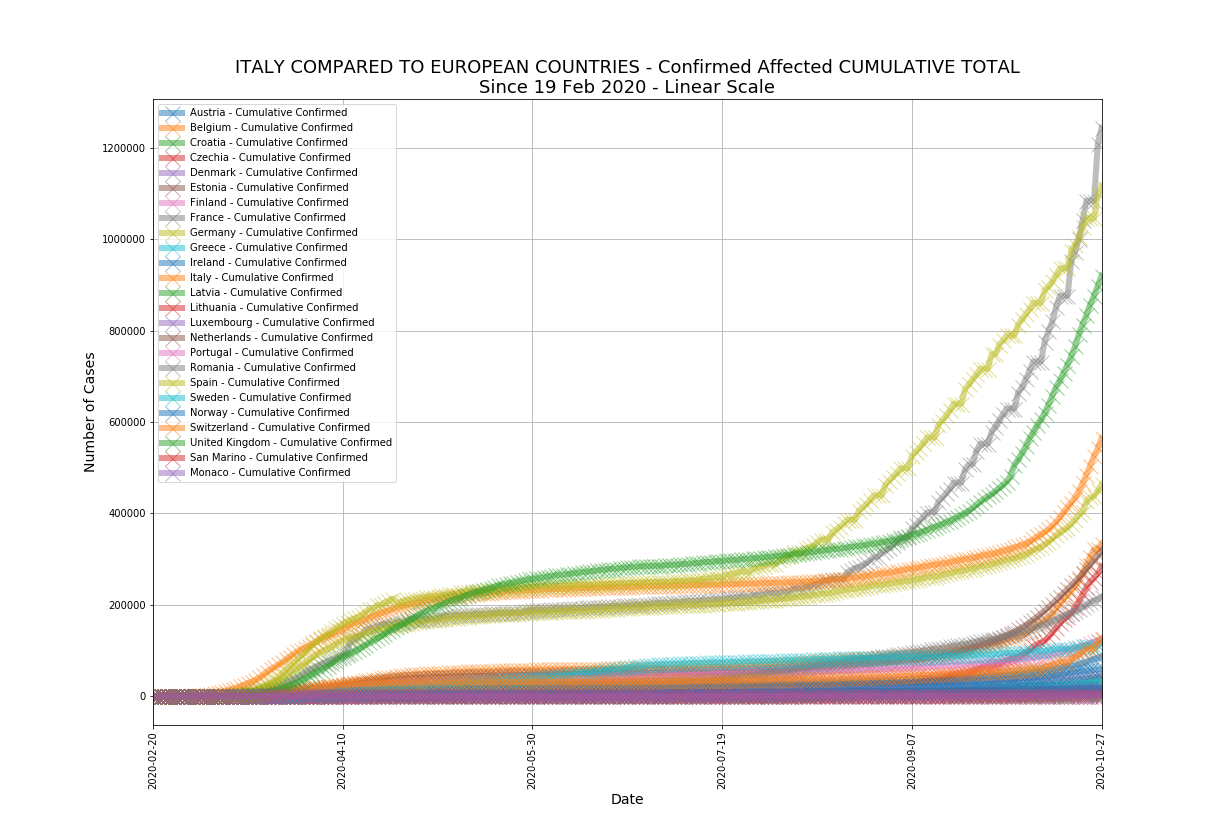 ITALY COMPARED TO EUROPEAN COUNTRIES - Confirmed Affected CUMULATIVE TOTAL
Since 19 Feb 2020 - Linear Scale
Austria - Cumulative Confirmed
Belgium - Cumulative Confirmed
Croatia - Cumulative Confirmed
Czechia - Cumulative Confirmed
Denmark - Cumulative Confirmed
Estonia - Cumulative Confirmed
Finland - Cumulative Confirmed
France - Cumulative Confirmed
Germany - Cumulative Confirmed
Greece - Cumulative Confirmed
Ireland - Cumulative Confirmed
Italy - Cumulative Confirmed
Latvia - Cumulative Confirmed
Lithuania - Cumulative Confirmed
Luxembourg - Cumulative Confirmed
Netherlands - Cumulative Confirmed
Portugal - Cumulative Confirmed
Romania - Cumulative Confirmed
Spain - Cumulative Confirmed
Sweden - Cumulative Confirmed
Norway - Cumulative Confirmed
Switzerland - Cumulative Confirmed
United Kingdom - Cumulative Confirmed
San Marino - Cumulative Confirmed
Monaco - Cumulative Confirmed
Number of Cases
1200000
1000000
800000
600000
400000
200000
0
2020-02-20
2020-04-10
2020-05-30
2020-07-19
2020-09-07
2020-10-27
Date